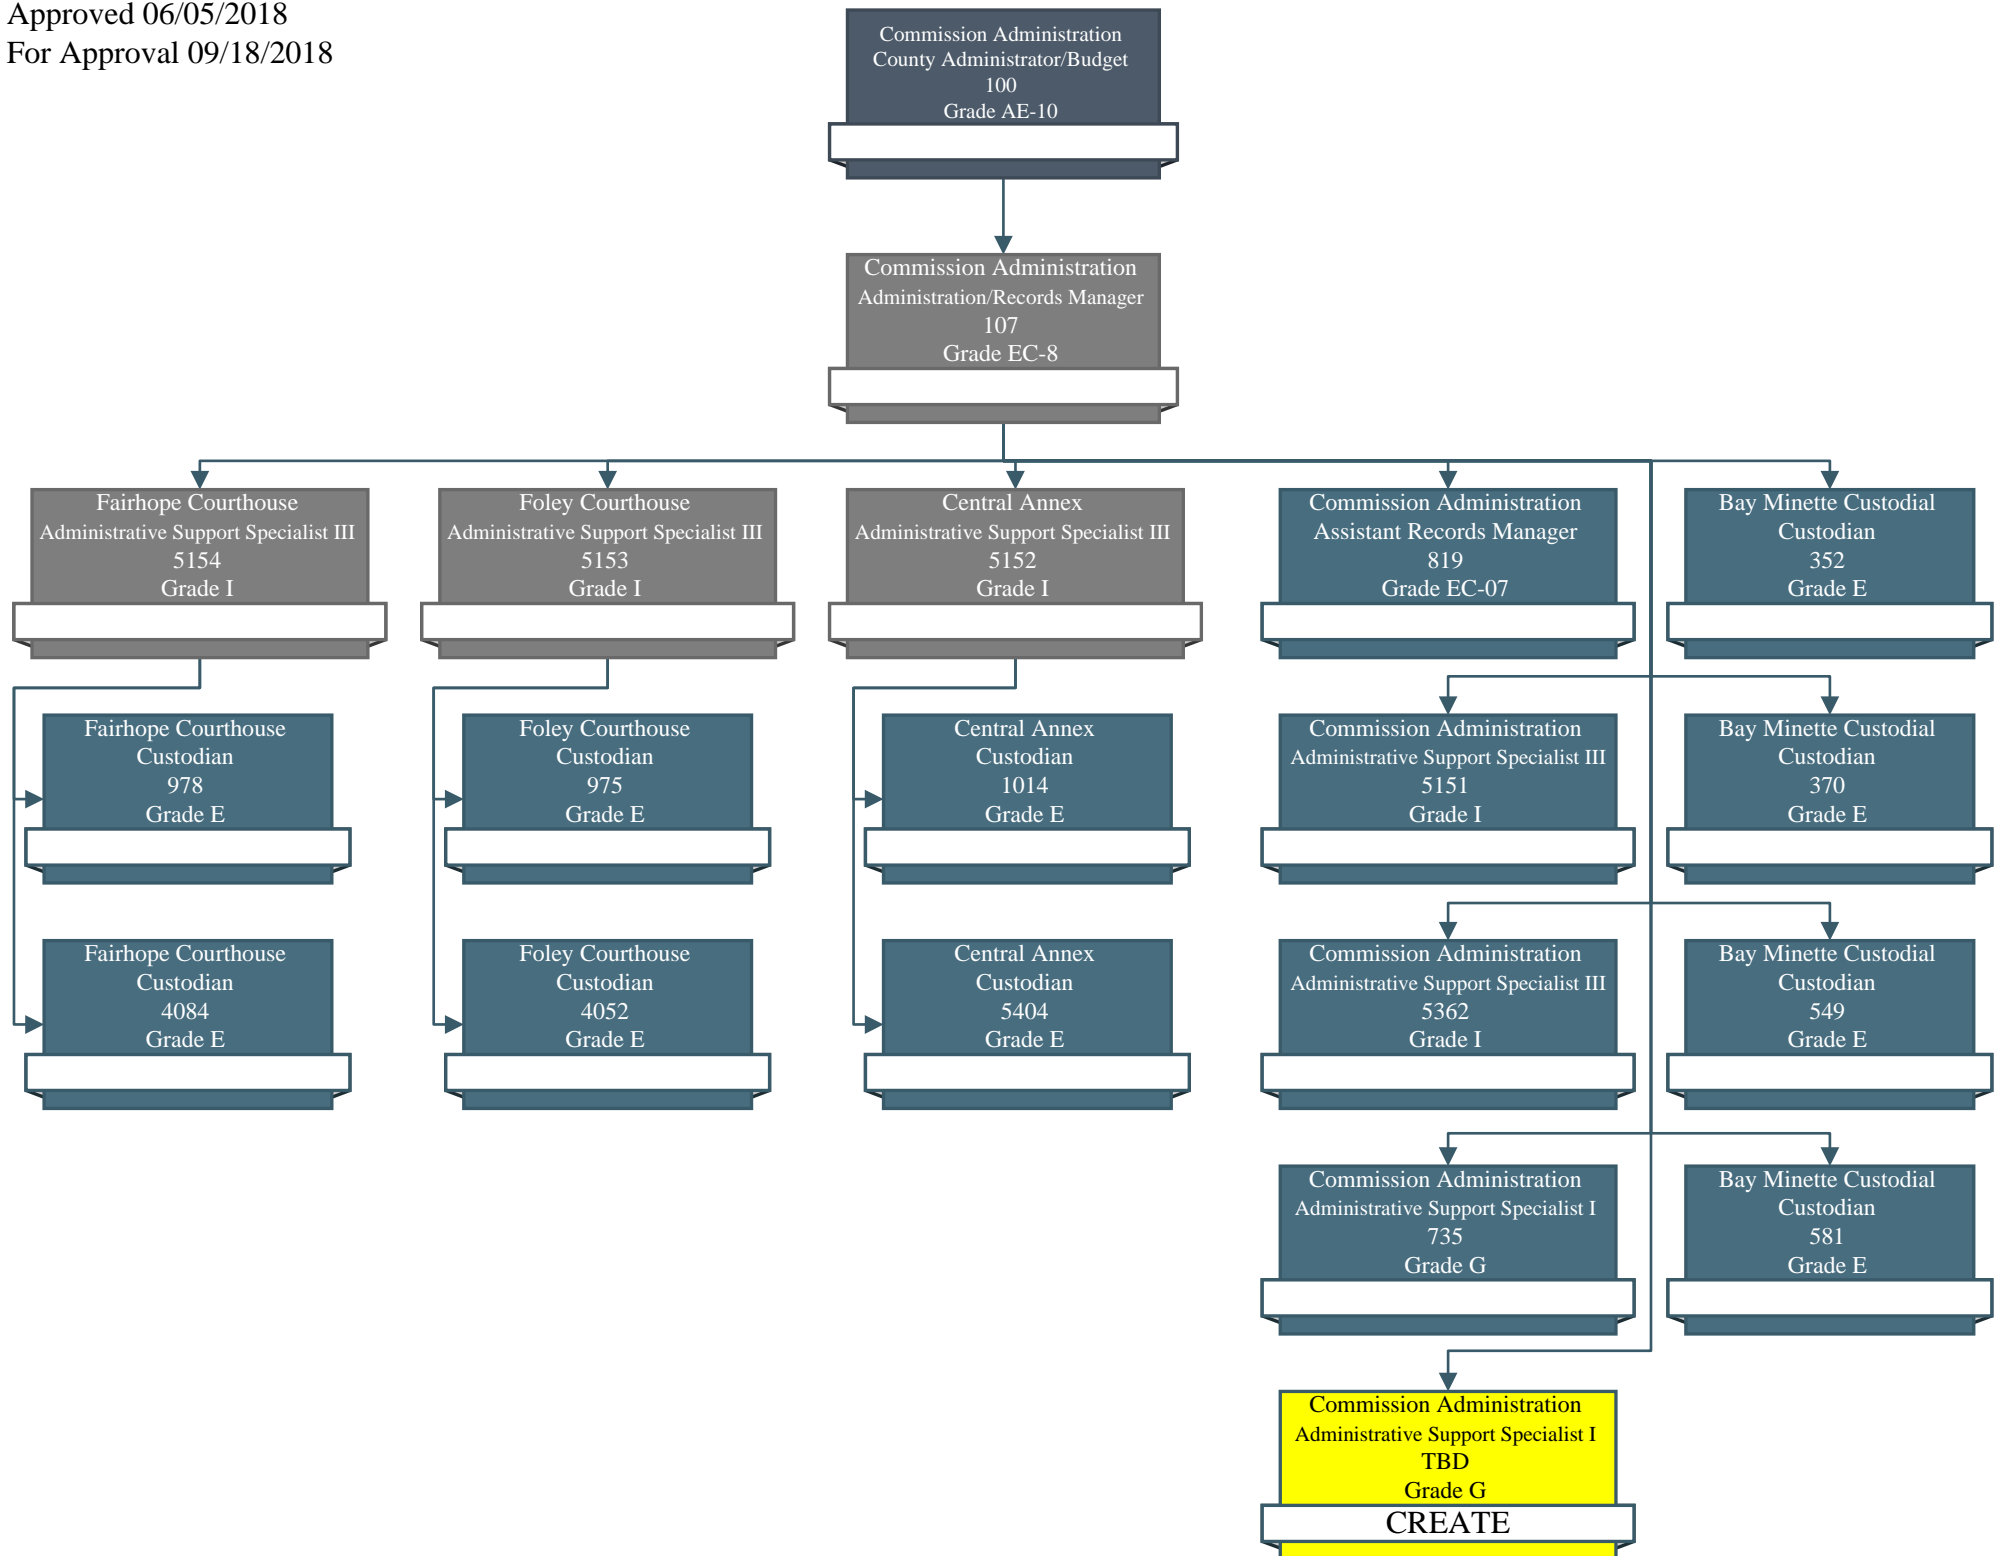 Approved 06/05/2018
For Approval 09/18/2018
Commission Administration
County Administrator/Budget
100
Grade AE-10
Commission Administration
Administration/Records Manager
107
Grade EC-8
Fairhope Courthouse
Administrative Support Specialist III
5154
Grade I
Foley Courthouse
Administrative Support Specialist III
5153
Grade I
Central Annex
Administrative Support Specialist III
5152
Grade I
Commission Administration
Assistant Records Manager
819
Grade EC-07
Bay Minette Custodial
Custodian
352
Grade E
Fairhope Courthouse
Custodian
978
Grade E
Foley Courthouse
Custodian
975
Grade E
Central Annex
Custodian
1014
Grade E
Commission Administration
Administrative Support Specialist III
5151
Grade I
Bay Minette Custodial
Custodian
370
Grade E
Fairhope Courthouse
Custodian
4084
Grade E
Foley Courthouse
Custodian
4052
Grade E
Central Annex
Custodian
5404
Grade E
Commission Administration
Administrative Support Specialist III
5362
Grade I
Bay Minette Custodial
Custodian
549
Grade E
Commission Administration
Administrative Support Specialist I
735
Grade G
Bay Minette Custodial
Custodian
581
Grade E
Commission Administration
Administrative Support Specialist I
TBD
Grade G
CREATE